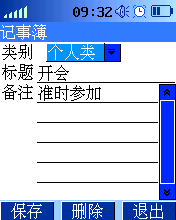 09:32
记事簿
类别 个人类
标题 开会
备注 准时参加
保存 删除 退出